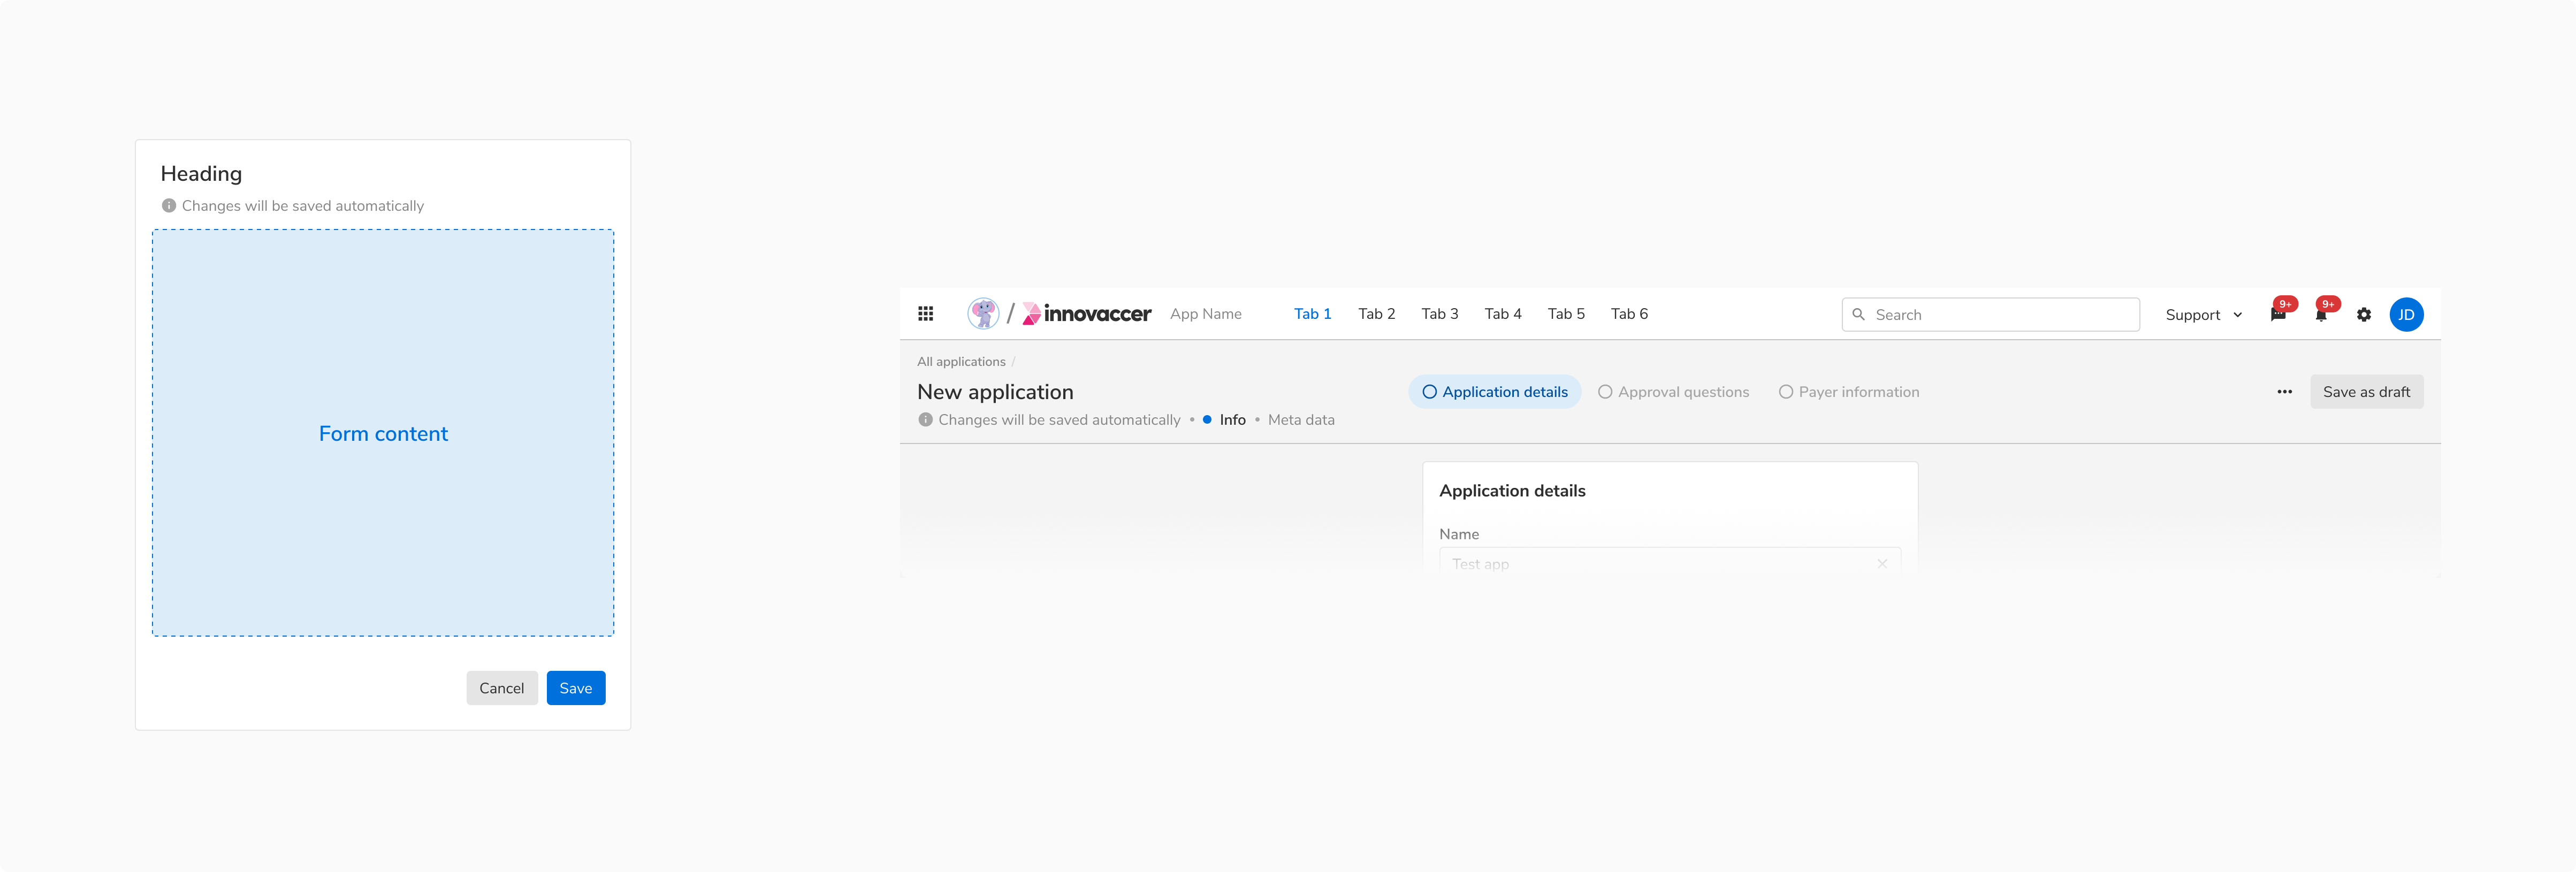 Heading
Changes will be saved automatically
Form content
Cancel Save
innovaccer App Name Tab 1 Tab 2 Tab 3 Tab 4 Tab 5 Tab 6 Search Support 9+ 9+ JD
All applications /
New application Application details Approval questions Payer information ••• Save as draft
Changes will be saved automatically • Info • Meta data
Application details
Name
Test app